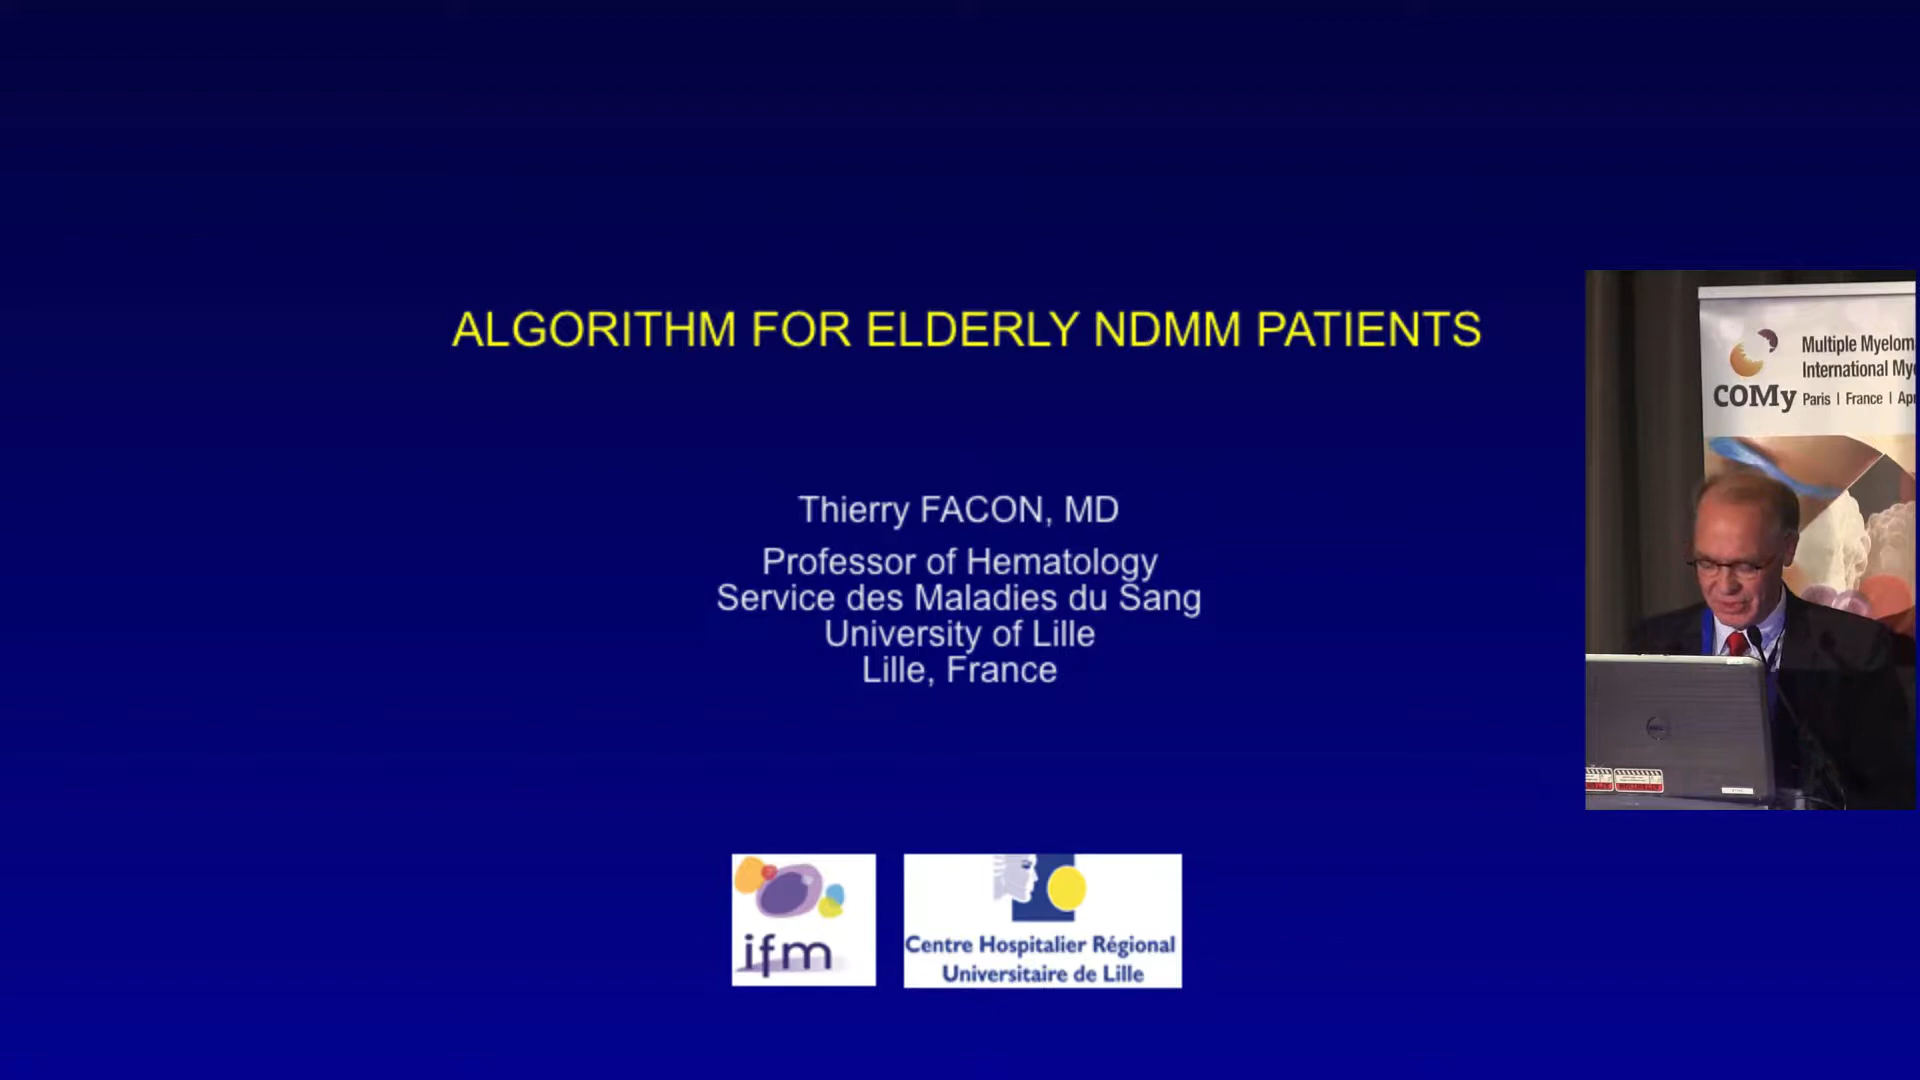 ALGORITHM FOR ELDERLY NDMM PATIENTS
Thierry FACON, MD
Professor of Hematology
Service des Maladies du Sang
University of Lille
Lille, France
ifm
Centre Hospitalier Régional
Universitaire de Lille
COMy
Multiple Myelom
International My
Paris | France | Ap
DELL